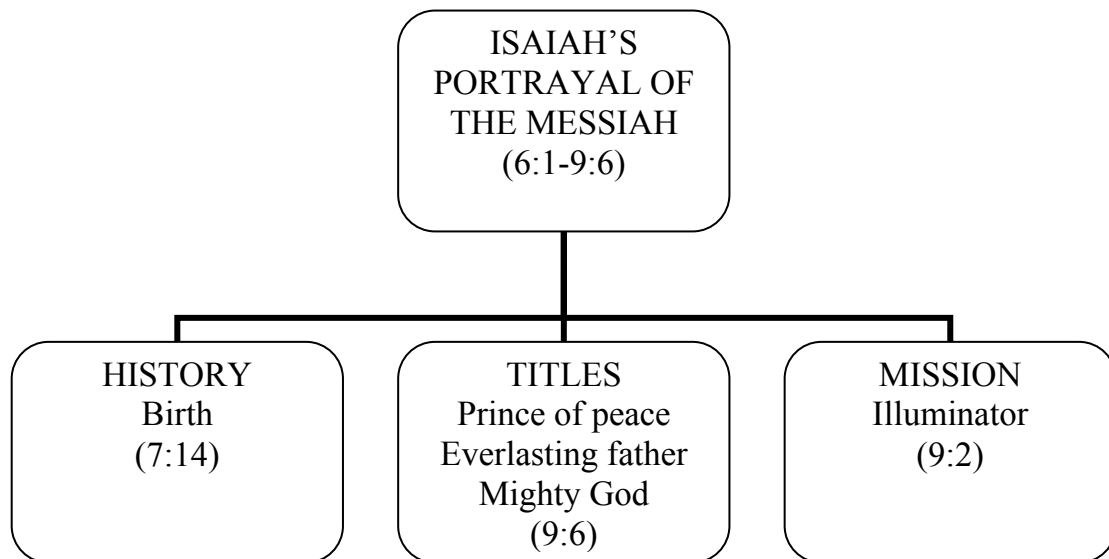 ISAIAH’S
PORTRAYAL OF
THE MESSIAH
(6:1-9:6)
HISTORY
Birth
(7:14)
TITLES
Prince of peace
Everlasting father
Mighty God
(9:6)
MISSION
Illuminator
(9:2)